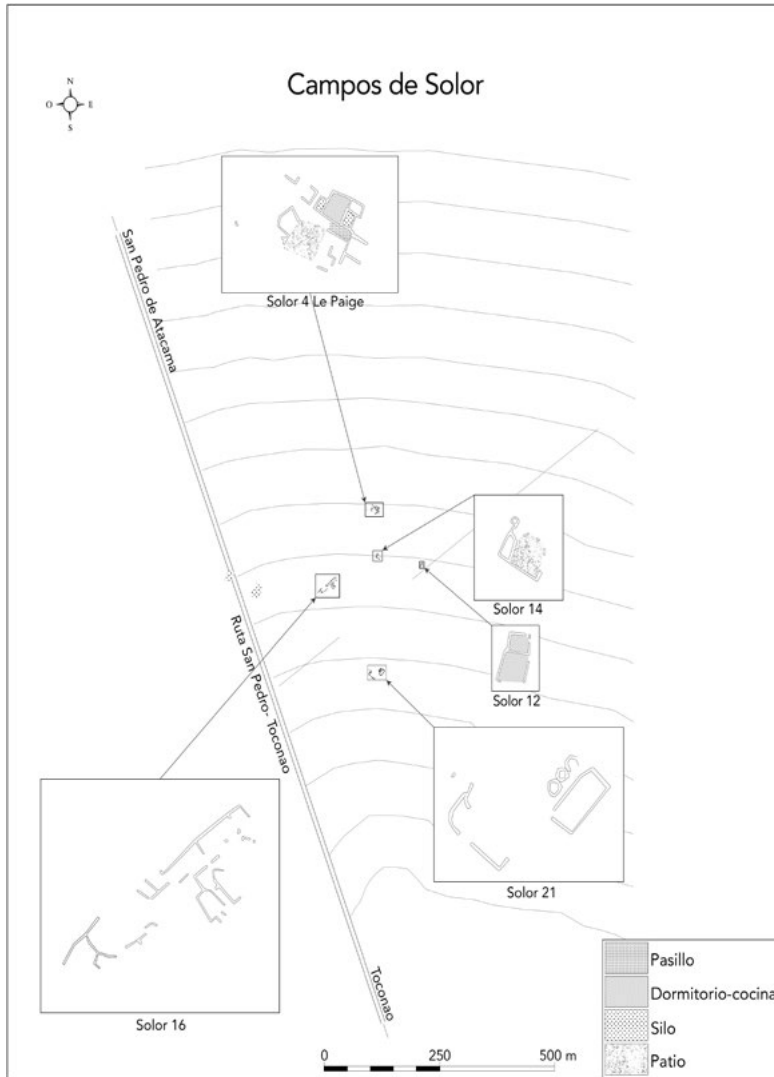 Campos de Solor
N
O E
S
San Pedro de Atacama
Solor 4 Le Paige
Solor 14
Solor 12
Ruta San Pedro- Toconao
Solor 21
Solor 16
Toconao
Pasillo
Dormitorio-cocina
Silo
Patio
0 250 500 m